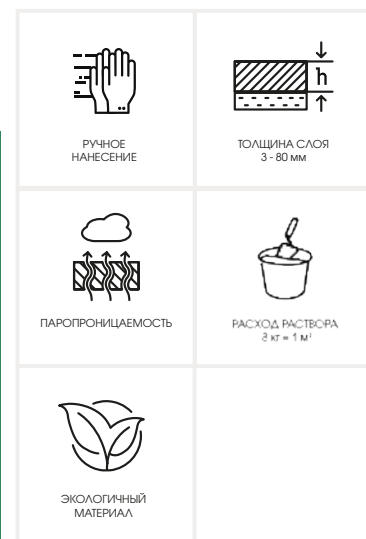 h
РУЧНОЕ
НАНЕСЕНИЕ
ТОЛЩИНА СЛОЯ
3 - 80 мм
ПАРОПРОНИЦАЕМОСТЬ
РАСХОД РАСТВОРА
кг = 1 м²
ЭКОЛОГИЧНЫЙ
МАТЕРИАЛ